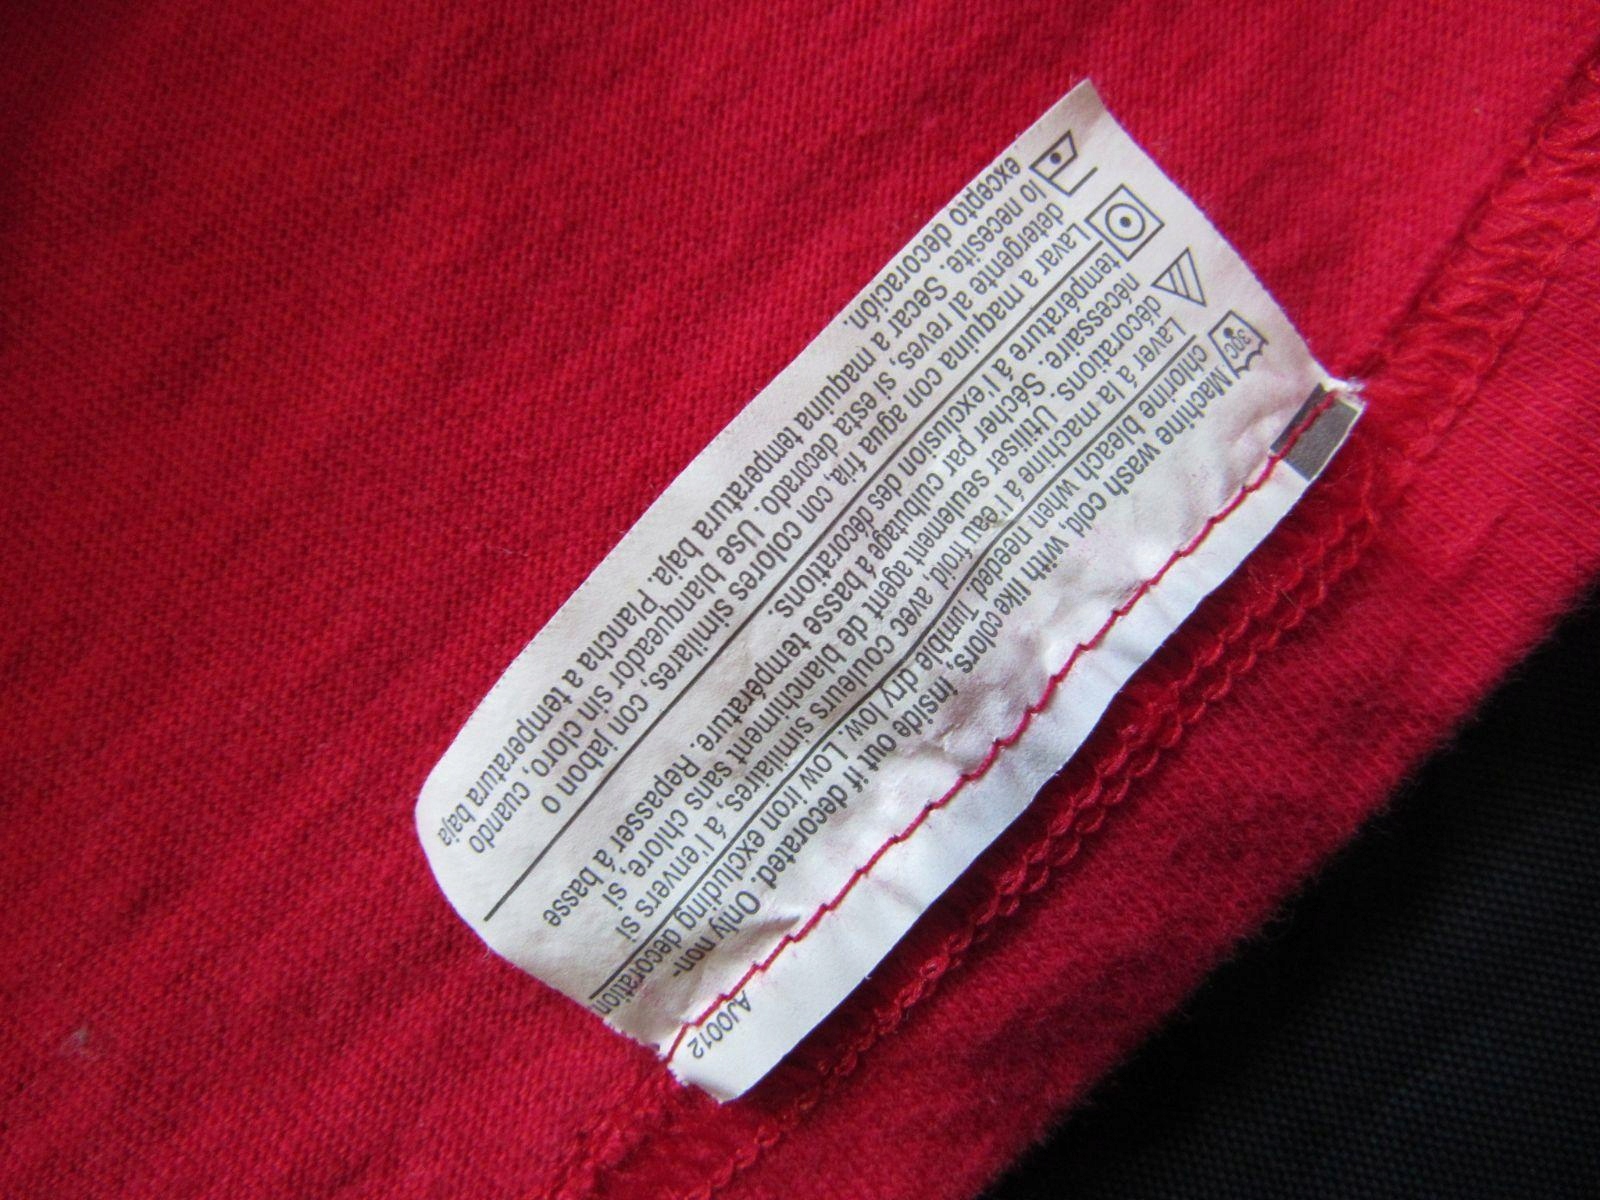 AJ0012
30C Machine wash cold, with like colors, inside out if decorated. Only non-
chlorine bleach when needed. Tumble dry low. Low iron excluding decoration
Laver á la machine á l'eau froid, avec couleurs similaires, á l'envers si
décorations. Utiliser seulement agent de blanchiment sans chlore, si
nécessaire. Sécher par culbutage á basse température. Repasser á basse
température á l'exclusion des décorations.
Lavar a maquina con agua fria, con colores similares, con jabon o
detergente al reves, si esta decorado. Use blanqueador sin cloro, cuando
lo necesite. Secar a maquina temperatura baja. Plancha a temperatura baja
excepto decoración.